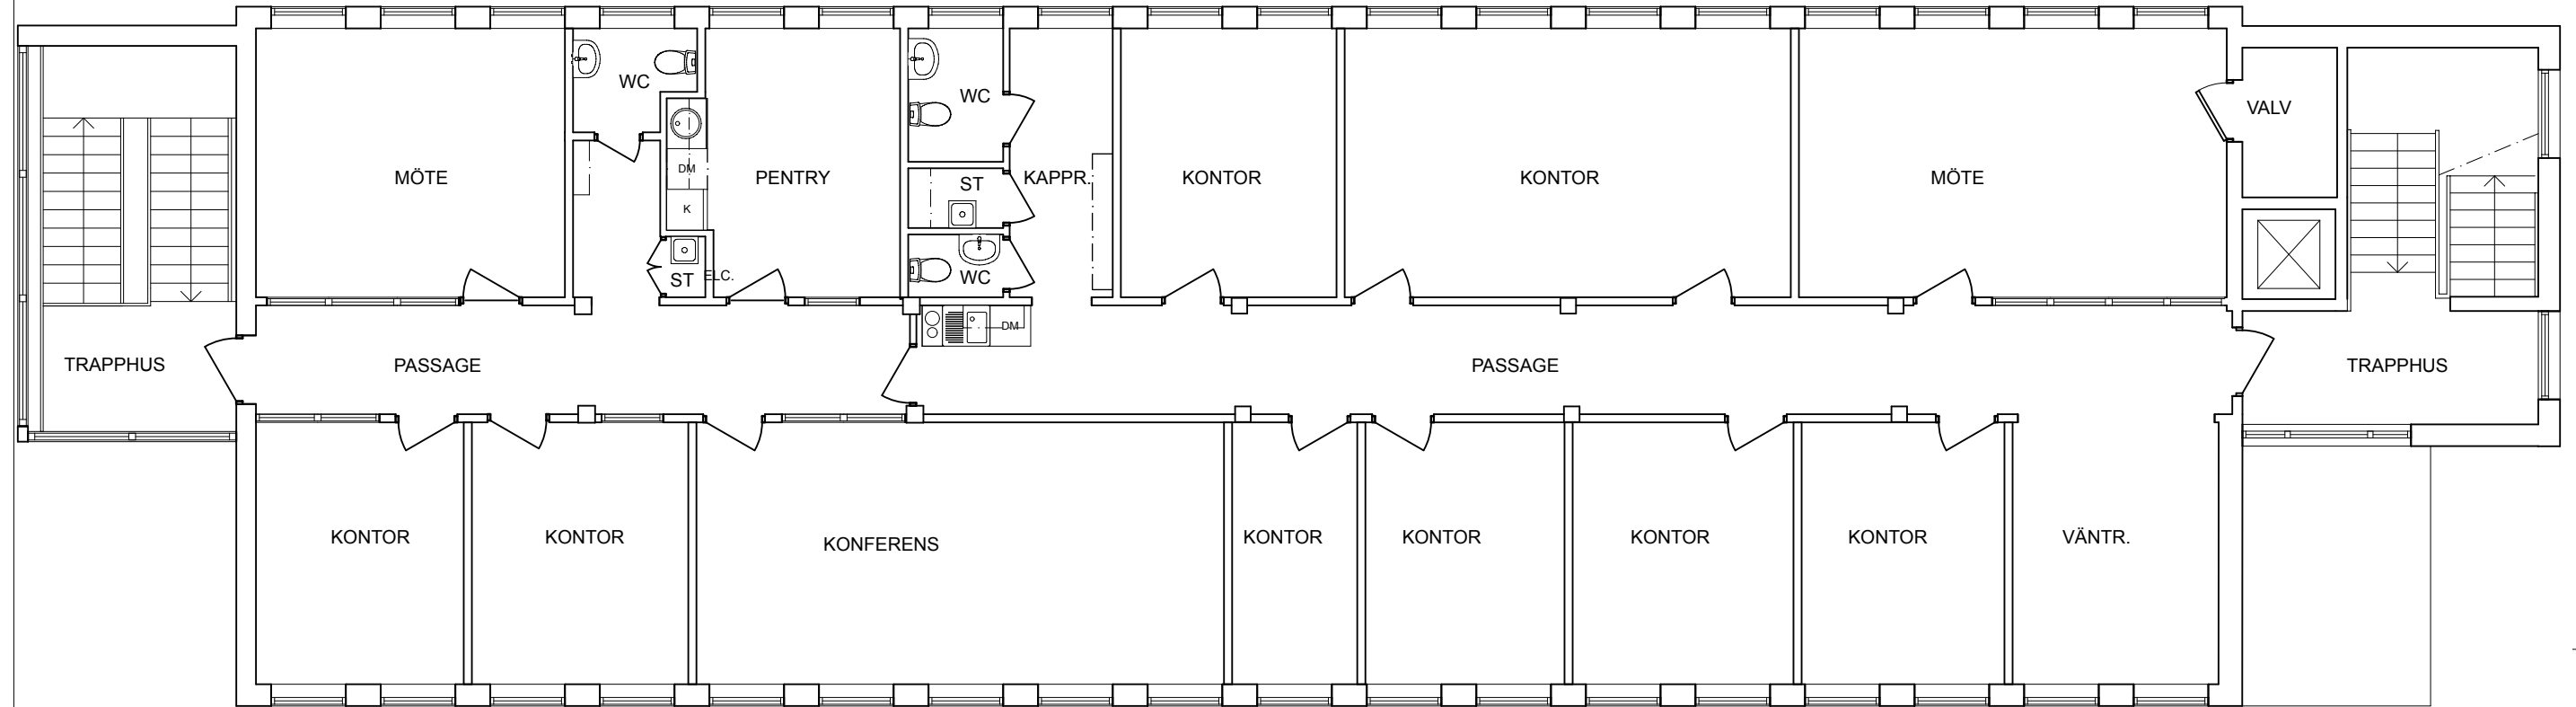 WC
WC
VALV
DM
MÖTE
PENTRY
ST
KAPPR.
KONTOR
KONTOR
MÖTE
K
ST
ELC.
WC
DM
TRAPPHUS
PASSAGE
PASSAGE
TRAPPHUS
KONTOR
KONTOR
KONFERENS
KONTOR
KONTOR
KONTOR
KONTOR
VÄNTR.